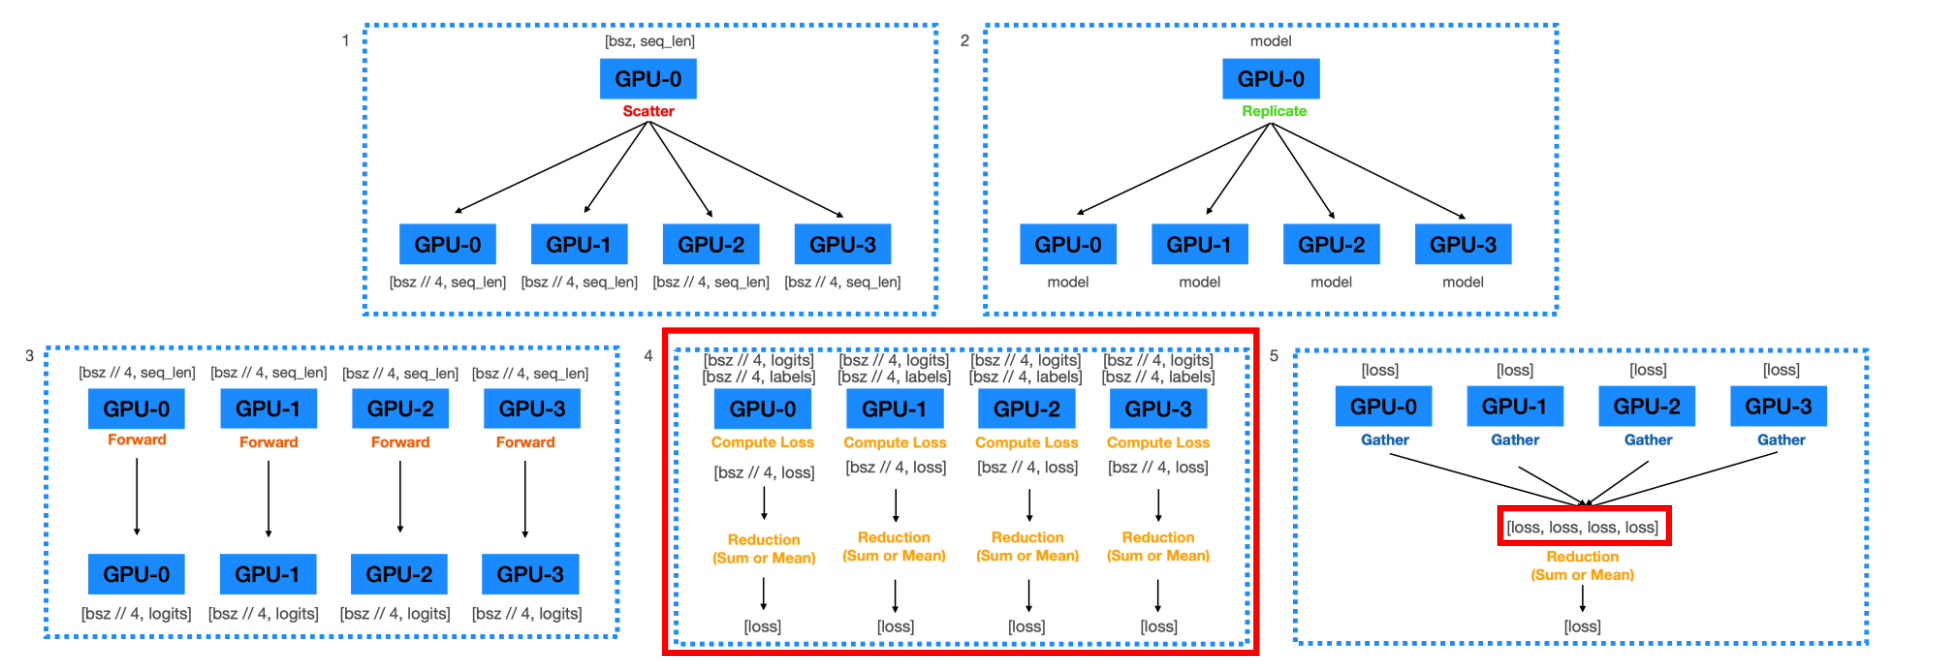 1
[bsz, seq_len]
GPU-0
Scatter
GPU-0 GPU-1 GPU-2 GPU-3
[bsz // 4, seq_len] [bsz // 4, seq_len] [bsz // 4, seq_len] [bsz // 4, seq_len]
2
model
GPU-0
Replicate
GPU-0 GPU-1 GPU-2 GPU-3
model model model model
3
[bsz // 4, seq_len] [bsz // 4, seq_len] [bsz // 4, seq_len] [bsz // 4, seq_len]
GPU-0 GPU-1 GPU-2 GPU-3
Forward Forward Forward Forward
GPU-0 GPU-1 GPU-2 GPU-3
[bsz // 4, logits] [bsz // 4, logits] [bsz // 4, logits] [bsz // 4, logits]
4
[bsz // 4, logits] [bsz // 4, logits] [bsz // 4, logits] [bsz // 4, logits]
[bsz // 4, labels] [bsz // 4, labels] [bsz // 4, labels] [bsz // 4, labels]
GPU-0 GPU-1 GPU-2 GPU-3
Compute Loss Compute Loss Compute Loss Compute Loss
[bsz // 4, loss] [bsz // 4, loss] [bsz // 4, loss] [bsz // 4, loss]
Reduction Reduction Reduction Reduction
(Sum or Mean) (Sum or Mean) (Sum or Mean) (Sum or Mean)
[loss] [loss] [loss] [loss]
5
[loss] [loss] [loss] [loss]
GPU-0 GPU-1 GPU-2 GPU-3
Gather Gather Gather Gather
[loss, loss, loss, loss]
Reduction
(Sum or Mean)
[loss]